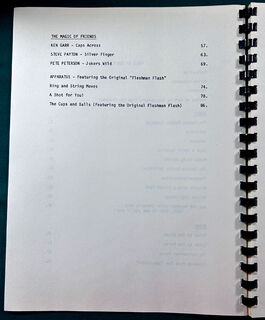 THE MAGIC OF FRIENDS
KEN GARR - Caps Across 57.
STEVE PATTON - Silver Finger 63.
PETE PETERSON - Jokers Wild 69.
APPARATUS - Featuring the Original "Fleshman Flash"
Ring and String Moves 74.
A Shot for You! 78.
The Cups and Balls (Featuring the Original Fleshman Flash) 86.